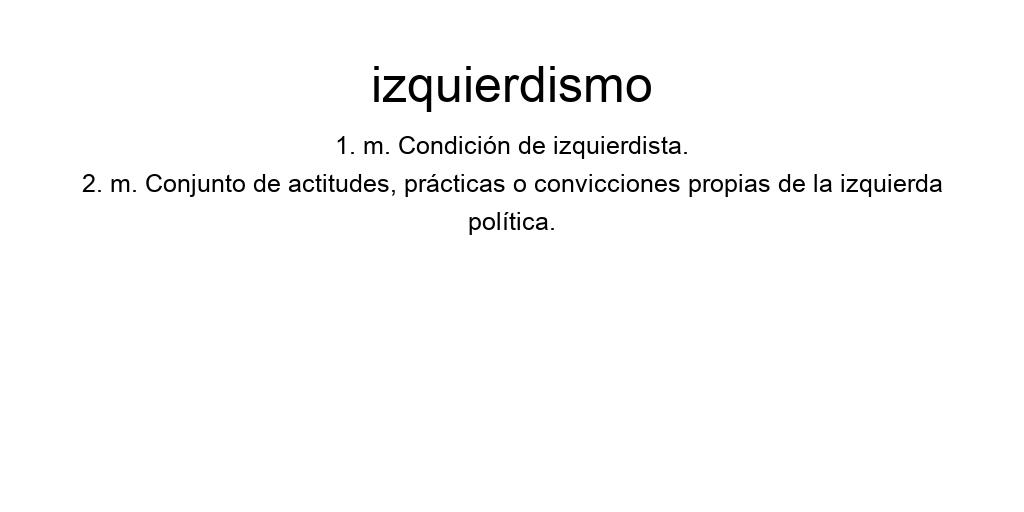 izquierdismo
1. m. Condición de izquierdista.
2. m. Conjunto de actitudes, prácticas o convicciones propias de la izquierda
política.